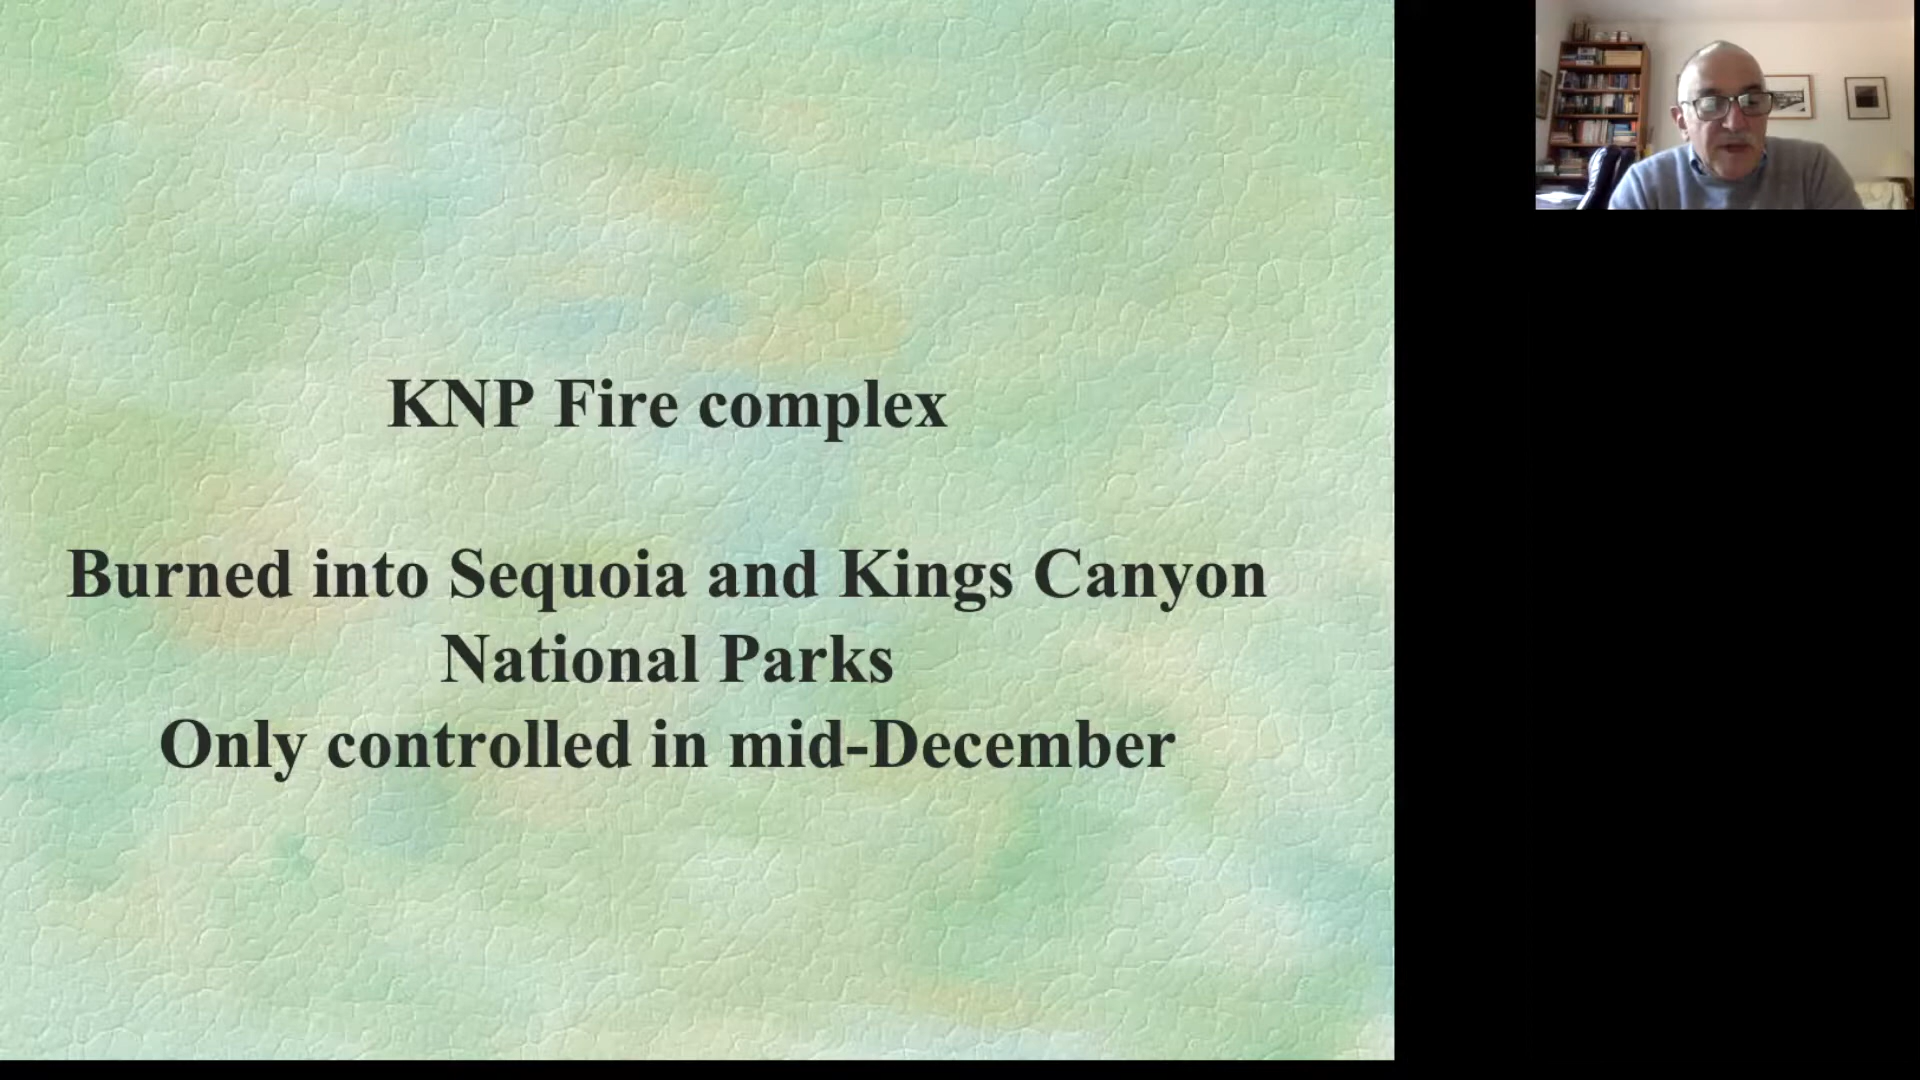 KNP Fire complex
Burned into Sequoia and Kings Canyon
National Parks
Only controlled in mid-December